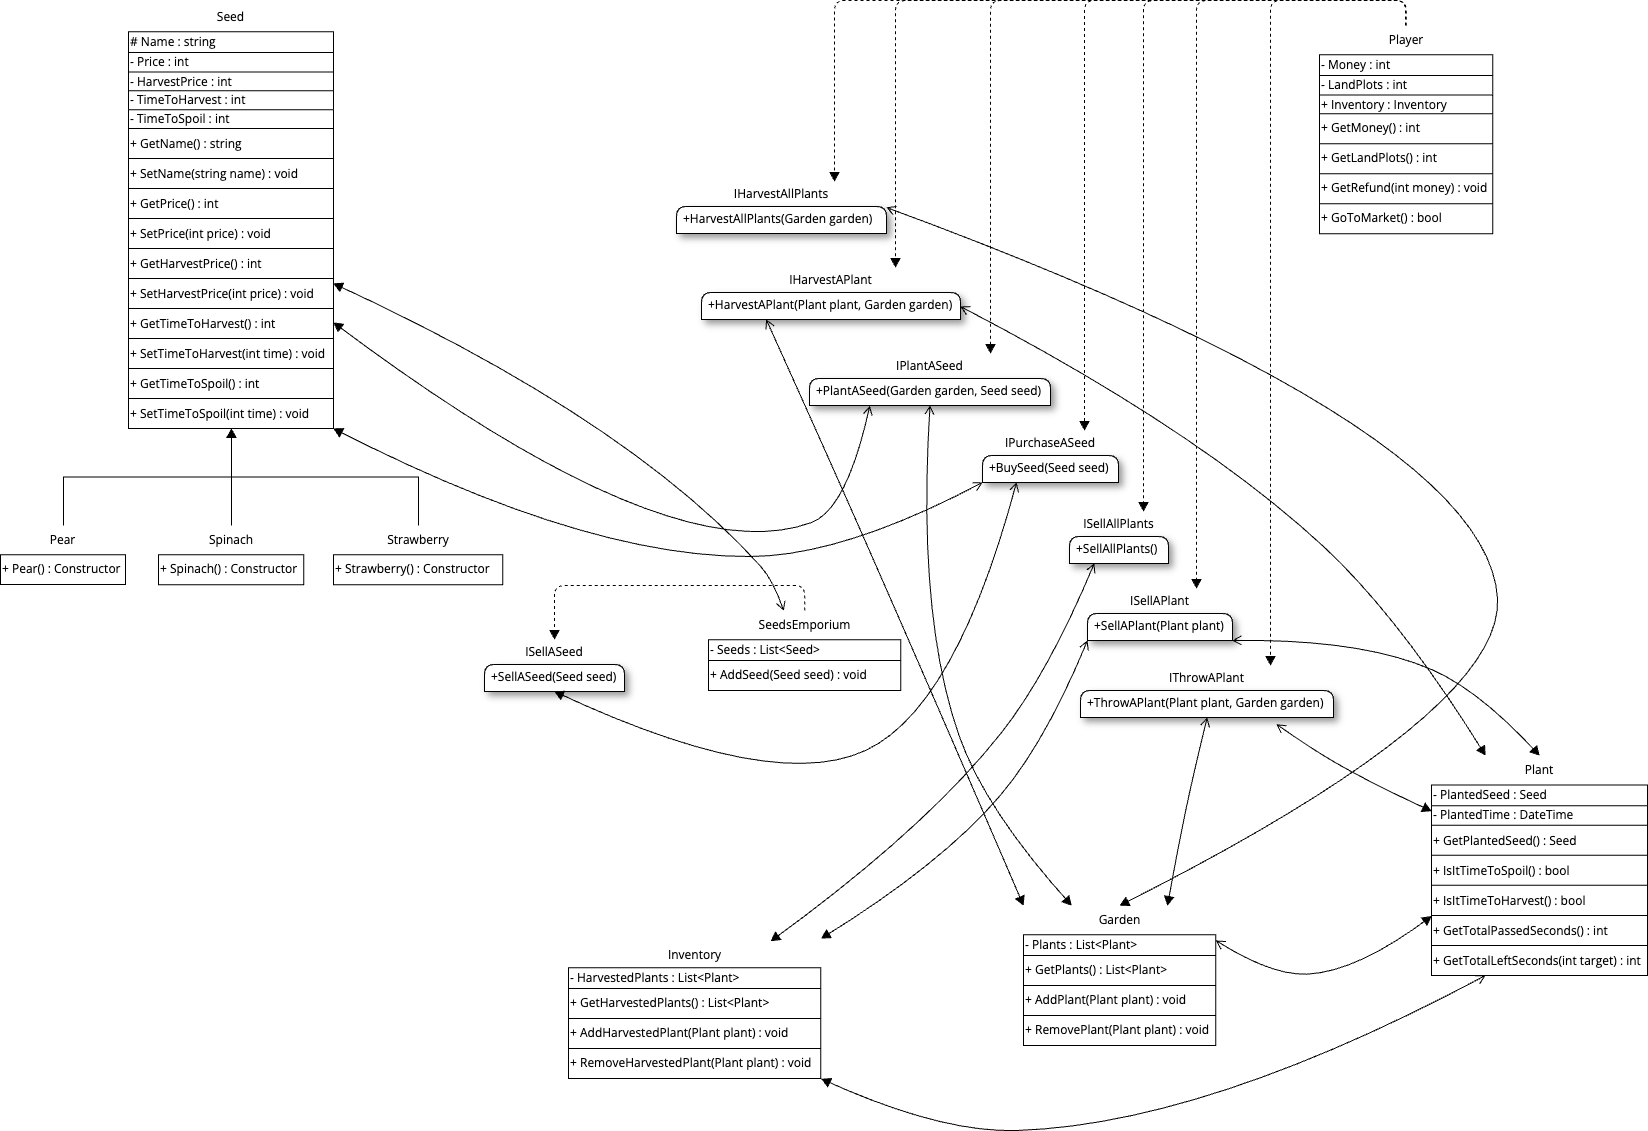 Seed
# Name : string
- Price : int
- HarvestPrice : int
- TimeToHarvest : int
- TimeToSpoil : int
+ GetName() : string
+ SetName(string name) : void
+ GetPrice() : int
+ SetPrice(int price) : void
+ GetHarvestPrice() : int
+ SetHarvestPrice(int price) : void
+ GetTimeToHarvest() : int
+ SetTimeToHarvest(int time) : void
+ GetTimeToSpoil() : int
+ SetTimeToSpoil(int time) : void
Pear
+ Pear() : Constructor
Spinach
+ Spinach() : Constructor
Strawberry
+ Strawberry() : Constructor
Player
- Money : int
- LandPlots : int
+ Inventory : Inventory
+ GetMoney() : int
+ GetLandPlots() : int
+ GetRefund(int money) : void
+ GoToMarket() : bool
IHarvestAllPlants
+HarvestAllPlants(Garden garden)
IHarvestAPlant
+HarvestAPlant(Plant plant, Garden garden)
IPlantASeed
+PlantASeed(Garden garden, Seed seed)
IPurchaseASeed
+BuySeed(Seed seed)
ISellAllPlants
+SellAllPlants()
ISellAPlant
+SellAPlant(Plant plant)
IThrowAPlant
+ThrowAPlant(Plant plant, Garden garden)
ISellASeed
+SellASeed(Seed seed)
SeedsEmporium
- Seeds : List<Seed>
+ AddSeed(Seed seed) : void
Plant
- PlantedSeed : Seed
- PlantedTime : DateTime
+ GetPlantedSeed() : Seed
+ IsItTimeToSpoil() : bool
+ IsItTimeToHarvest() : bool
+ GetTotalPassedSeconds() : int
+ GetTotalLeftSeconds(int target) : int
Garden
- Plants : List<Plant>
+ GetPlants() : List<Plant>
+ AddPlant(Plant plant) : void
+ RemovePlant(Plant plant) : void
Inventory
- HarvestedPlants : List<Plant>
+ GetHarvestedPlants() : List<Plant>
+ AddHarvestedPlant(Plant plant) : void
+ RemoveHarvestedPlant(Plant plant) : void